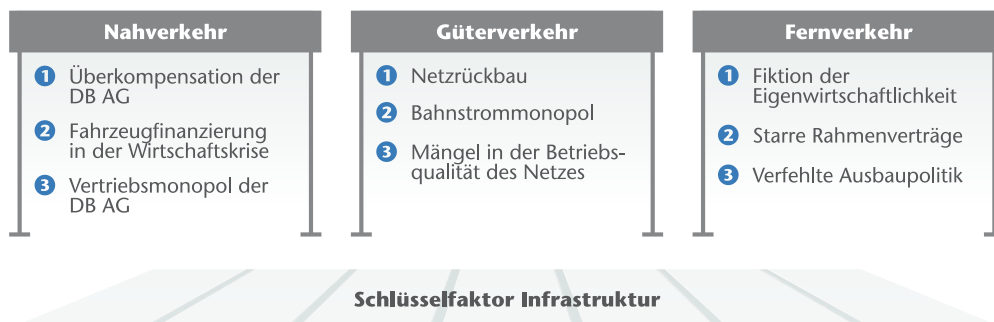 Nahverkehr
1 Überkompensation der
DB AG
2 Fahrzeugfinanzierung
in der Wirtschaftskrise
3 Vertriebsmonopol der
DB AG
Güterverkehr
1 Netzrückbau
2 Bahnstrommonopol
3 Mängel in der Betriebs-
qualität des Netzes
Fernverkehr
1 Fiktion der
Eigenwirtschaftlichkeit
2 Starre Rahmenverträge
3 Verfehlte Ausbaupolitik
Schlüsselfaktor Infrastruktur